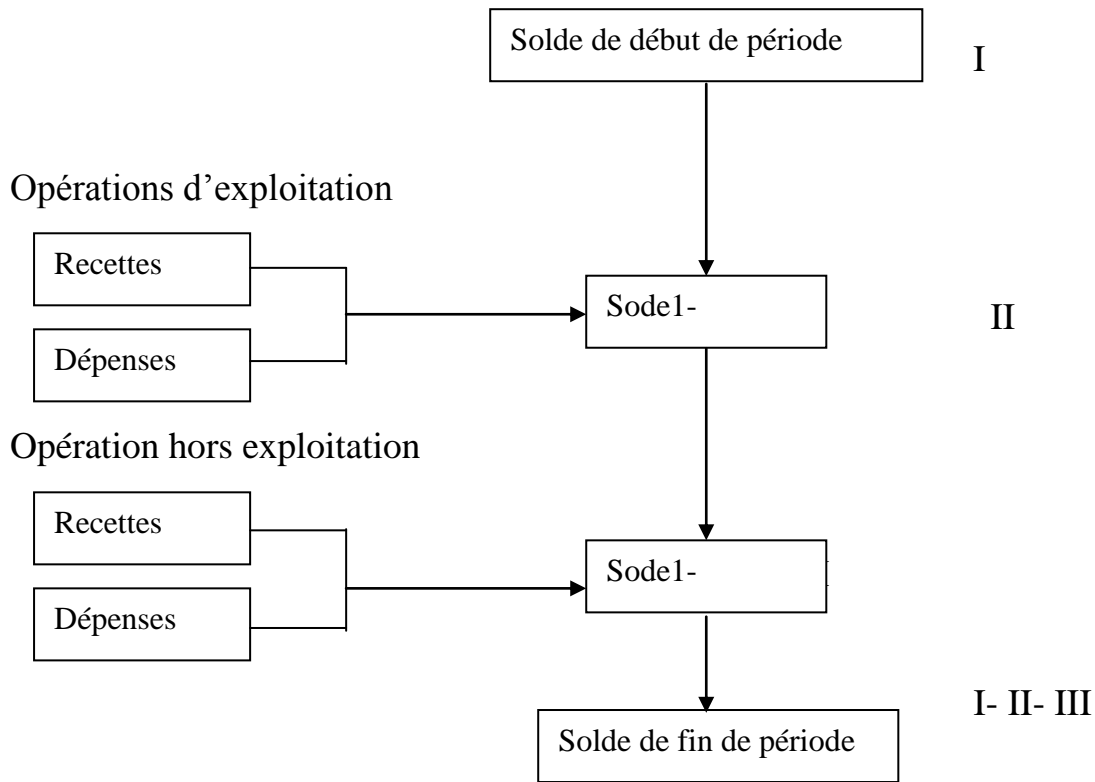 Solde de début de période
I
Opérations d’exploitation
Recettes
Sode1-
II
Dépenses
Opération hors exploitation
Recettes
Sode1-
Dépenses
I- II- III
Solde de fin de période